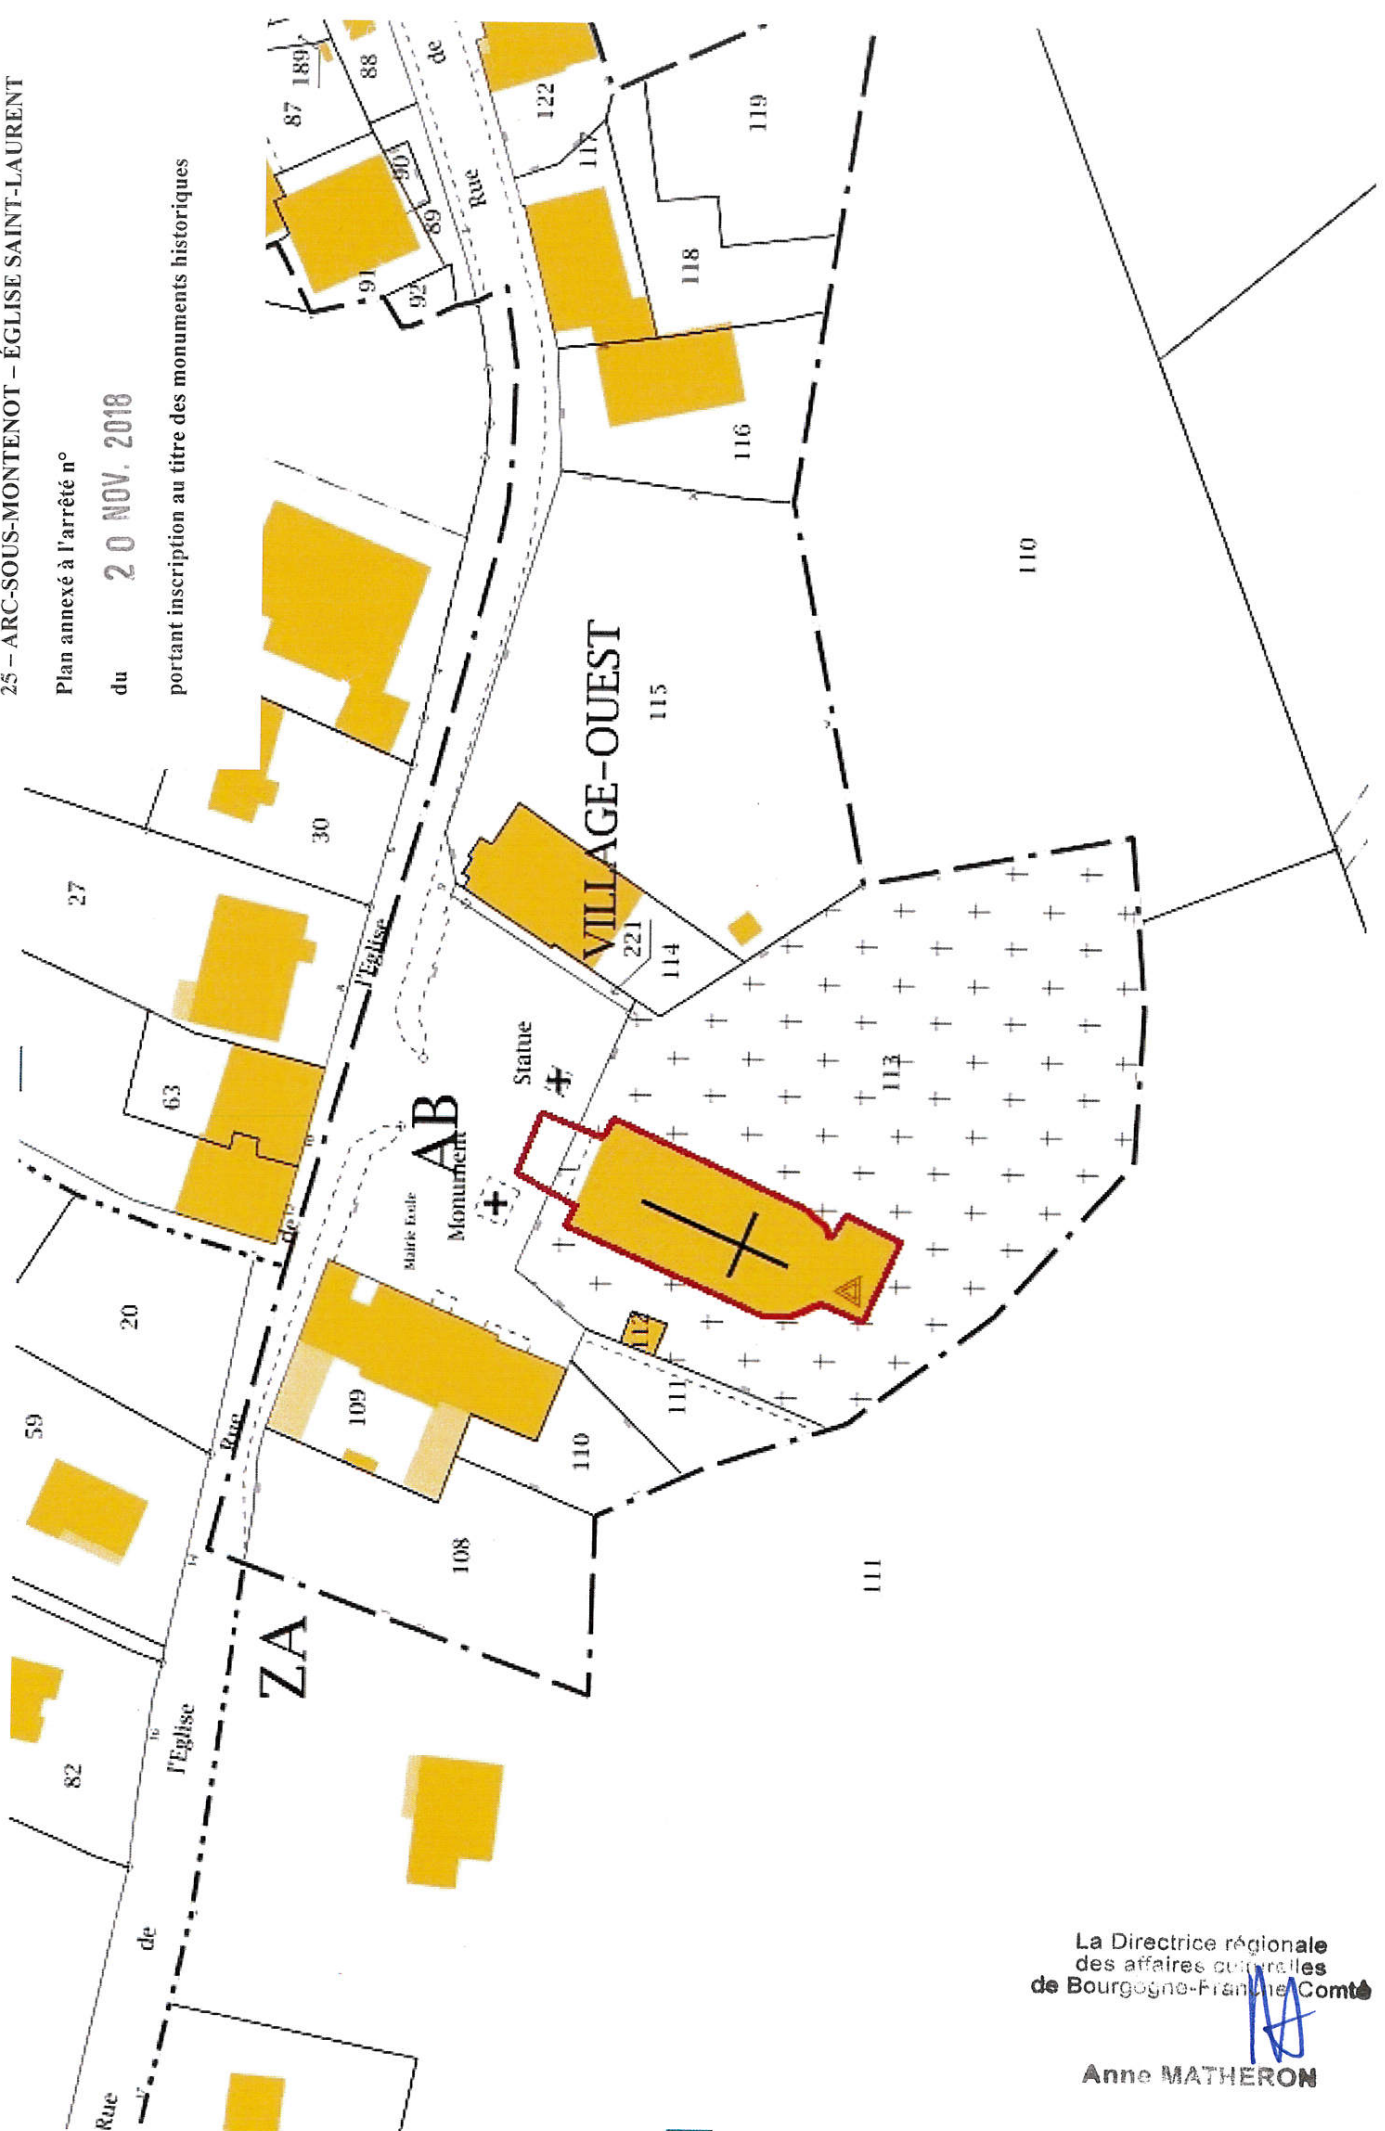 25 – ARC-SOUS-MONTENOT – ÉGLISE SAINT-LAURENT
Plan annexé à l'arrêté n°
du 20 NOV. 2018
portant inscription au titre des monuments historiques
87
189
88
de
122
119
117
90
89
Rue
91
92
118
116
110
115
VILLAGE-OUEST
30
27
l'Eglise
221
114
63
Statue
113
AB
Monument
Mairie Ecole
de
20
112
59
Rue
109
111
110
108
111
ZA
82
l'Eglise
de
Rue
La Directrice régionale
des affaires culturelles
de Bourgogne-Franche-Comté
Anne MATHERON